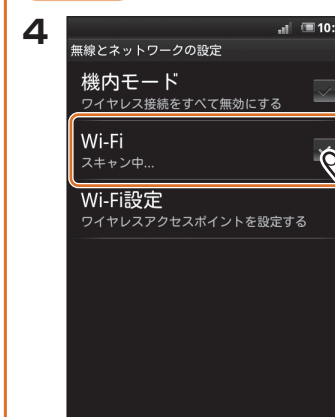 4
10:
無線とネットワークの設定
機内モード
ワイヤレス接続をすべて無効にする
Wi-Fi
スキャン中...
Wi-Fi設定
ワイヤレスアクセスポイントを設定する